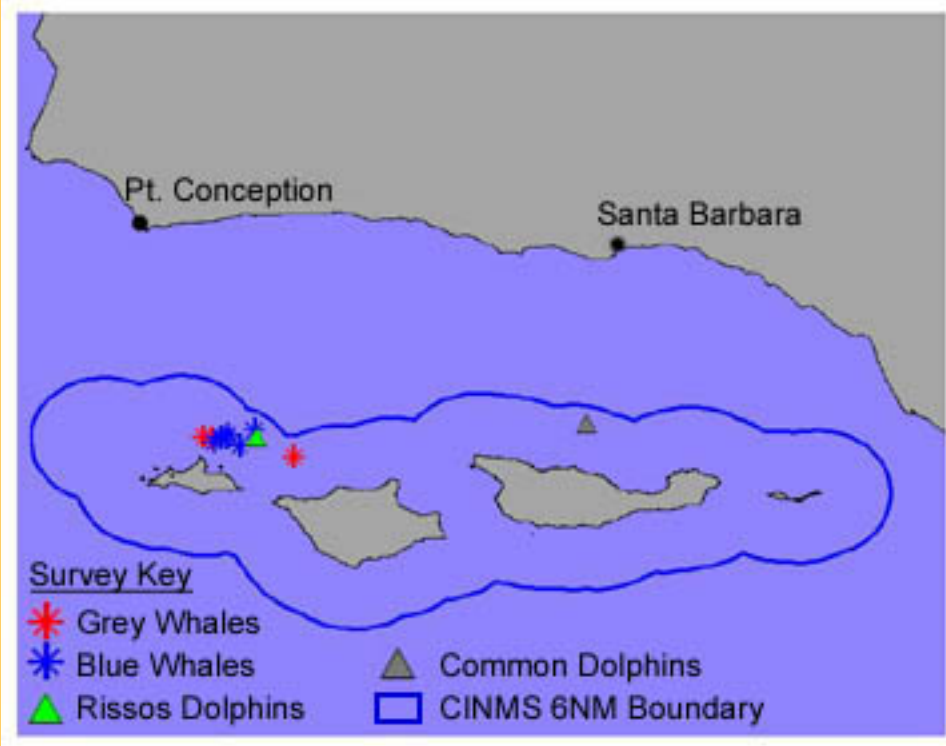 Pt. Conception
Santa Barbara
Survey Key
Grey Whales
Blue Whales
Rissos Dolphins
Common Dolphins
CINMS 6NM Boundary